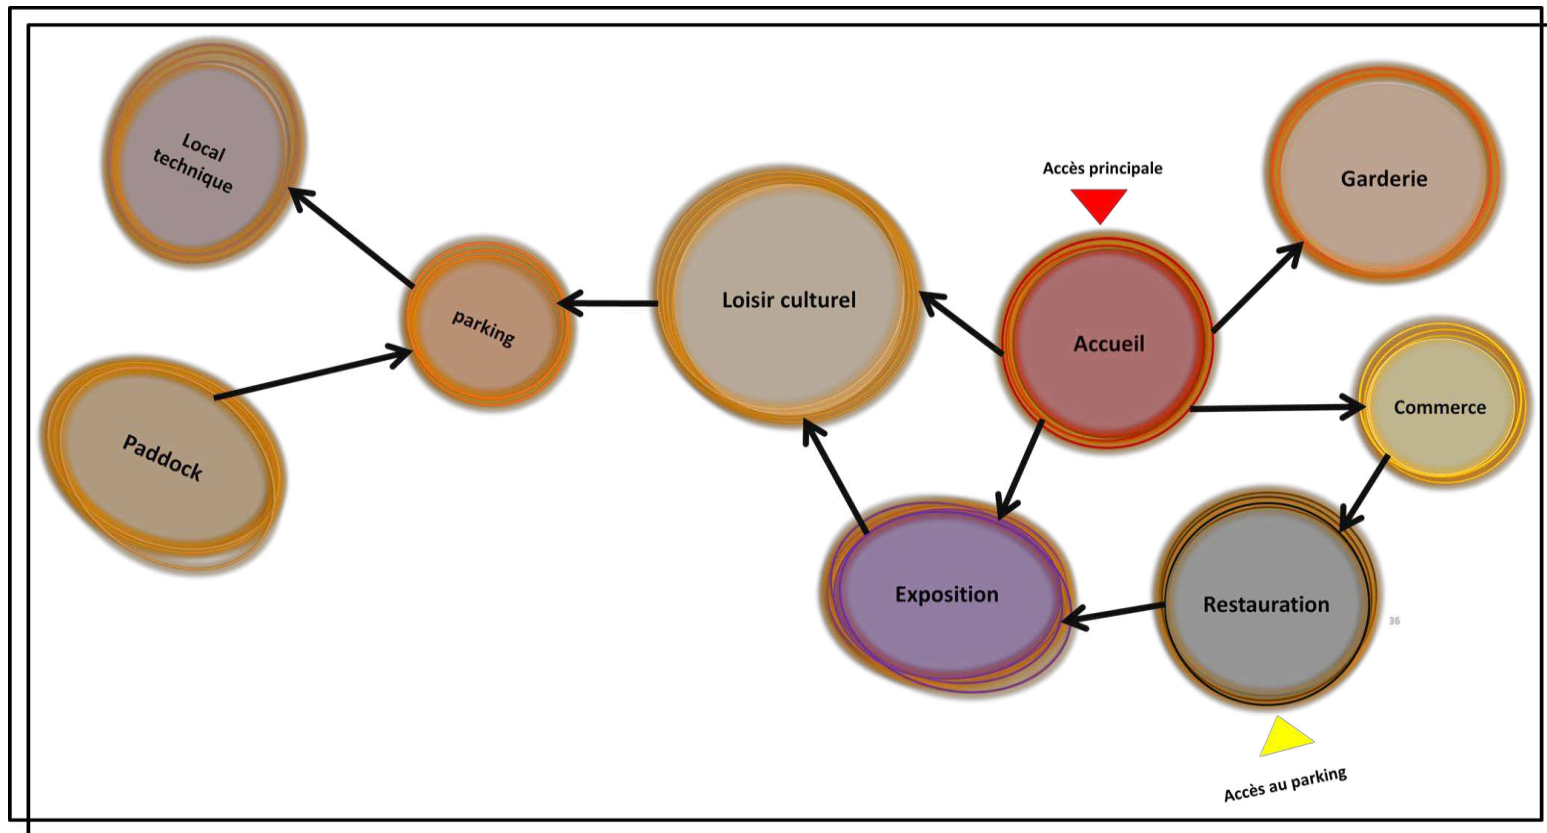 Local
technique
Accès principale
Garderie
Loisir culturel
parking
Accueil
Commerce
Paddock
Exposition
Restauration
36
Accès au parking